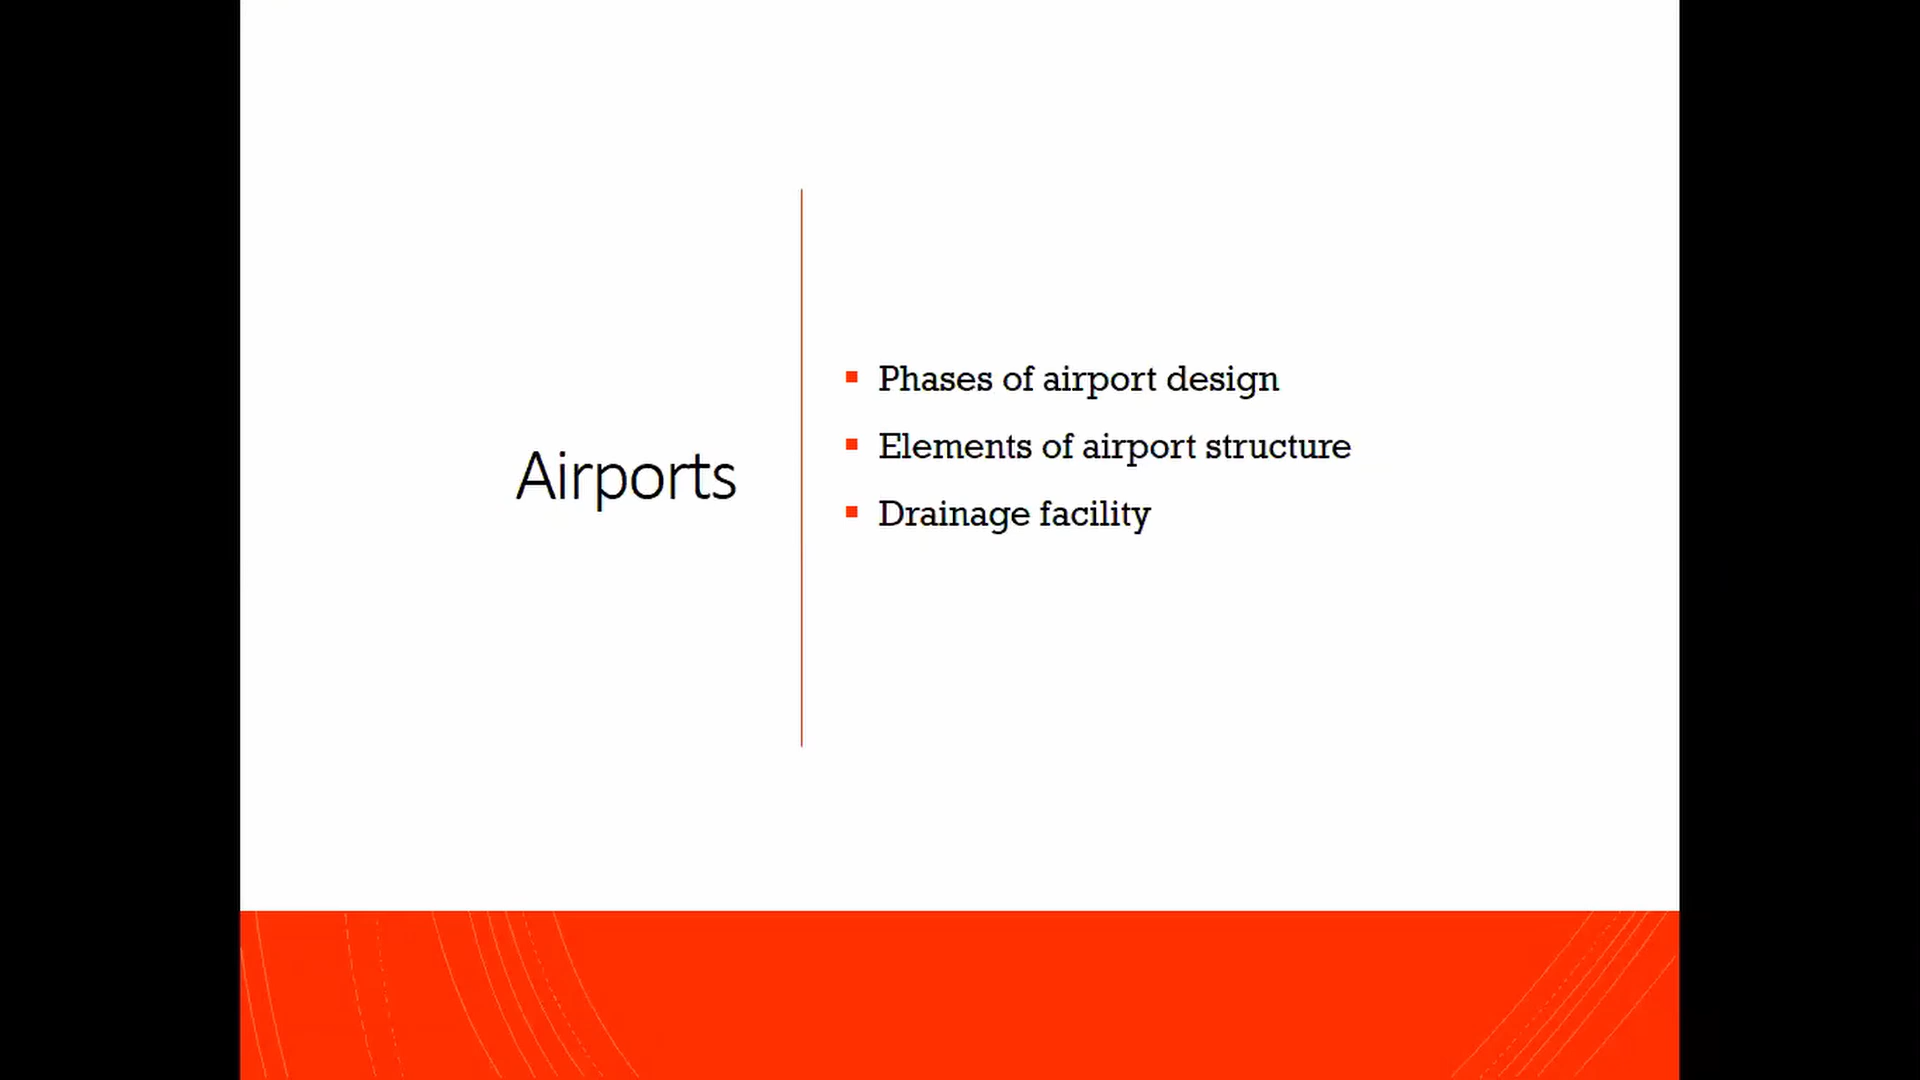 Airports
Phases of airport design
Elements of airport structure
Drainage facility